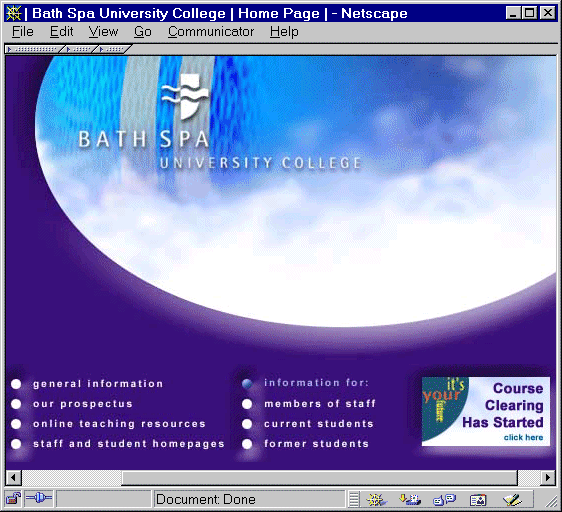 | Bath Spa University College | Home Page | - Netscape
File Edit View Go Communicator Help
BATH SPA
UNIVERSITY COLLEGE
general information
our prospectus
online teaching resources
staff and student homepages
information for:
members of staff
current students
former students
it's
your
Course
Clearing
Has Started
click here
Document: Done